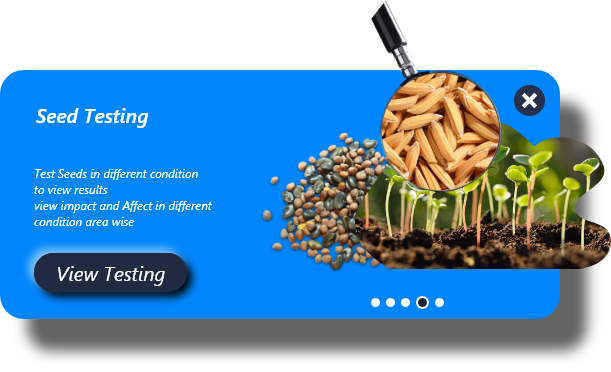 Seed Testing
Test Seeds in different condition
to view results
view impact and Affect in different
condition area wise
View Testing